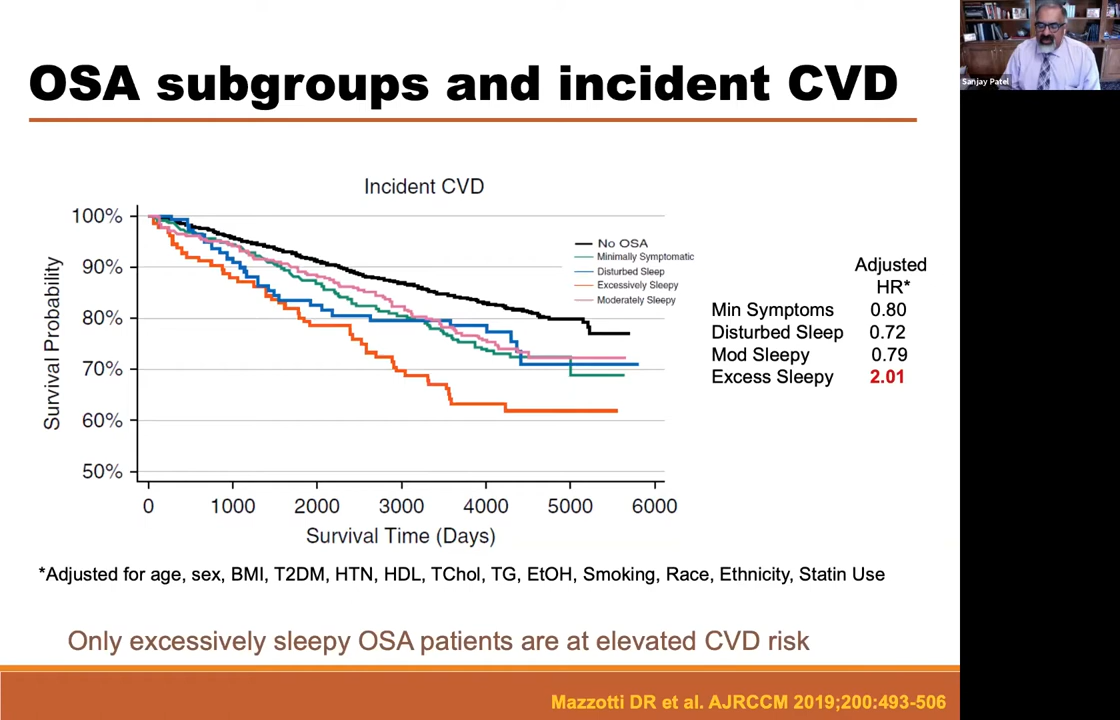 Sanjay Patel
OSA subgroups and incident CVD
Incident CVD
100%
90%
80%
70%
60%
50%
Survival Probability
0 1000 2000 3000 4000 5000 6000
Survival Time (Days)
No OSA
Minimally Symptomatic
Disturbed Sleep
Excessively Sleepy
Moderately Sleepy
Adjusted
HR*
Min Symptoms 0.80
Disturbed Sleep 0.72
Mod Sleepy 0.79
Excess Sleepy 2.01
*Adjusted for age, sex, BMI, T2DM, HTN, HDL, TChol, TG, EtOH, Smoking, Race, Ethnicity, Statin Use
Only excessively sleepy OSA patients are at elevated CVD risk
Mazzotti DR et al. AJRCCM 2019;200:493-506